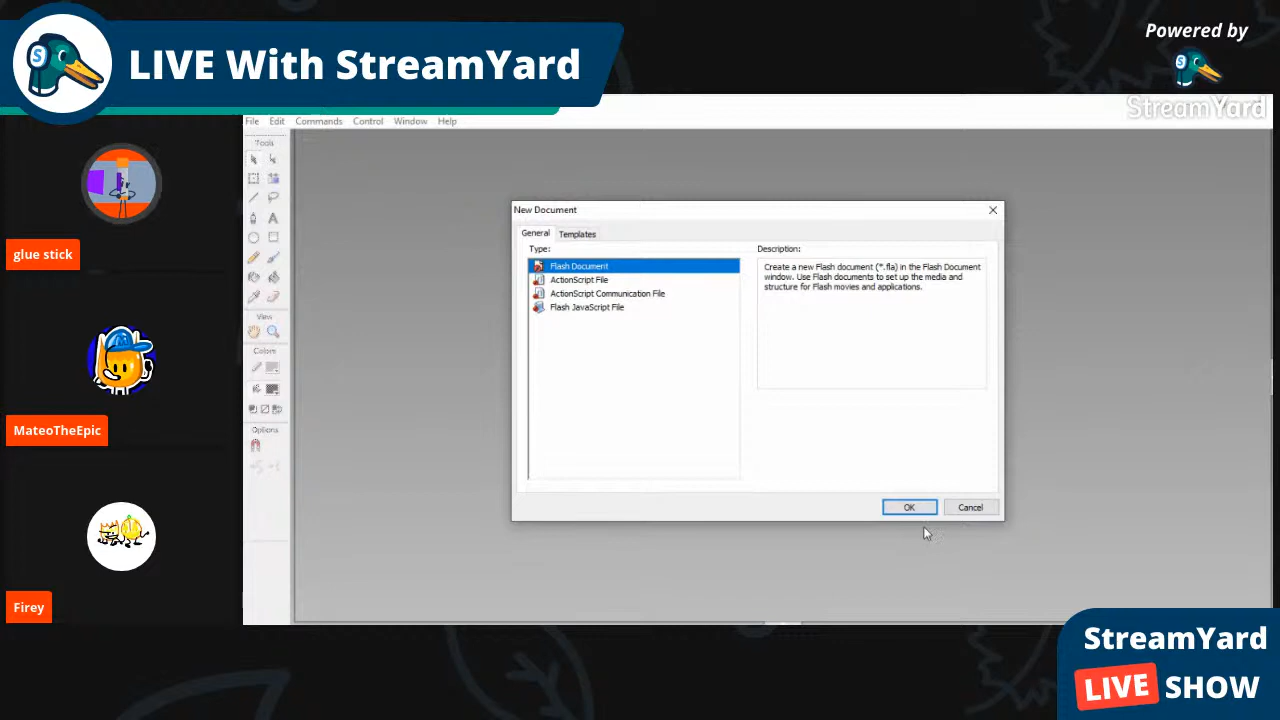 LIVE With StreamYard
Powered by
StreamYard
File Edit Commands Control Window Help
Tools
View
Colors
Options
New Document
General Templates
Type:
Flash Document
ActionScript File
ActionScript Communication File
Flash JavaScript File
Description:
Create a new Flash document (*.fla) in the Flash Document
window. Use Flash documents to set up the media and
structure for Flash movies and applications.
OK Cancel
glue stick
MateoTheEpic
Firey
StreamYard
LIVE SHOW